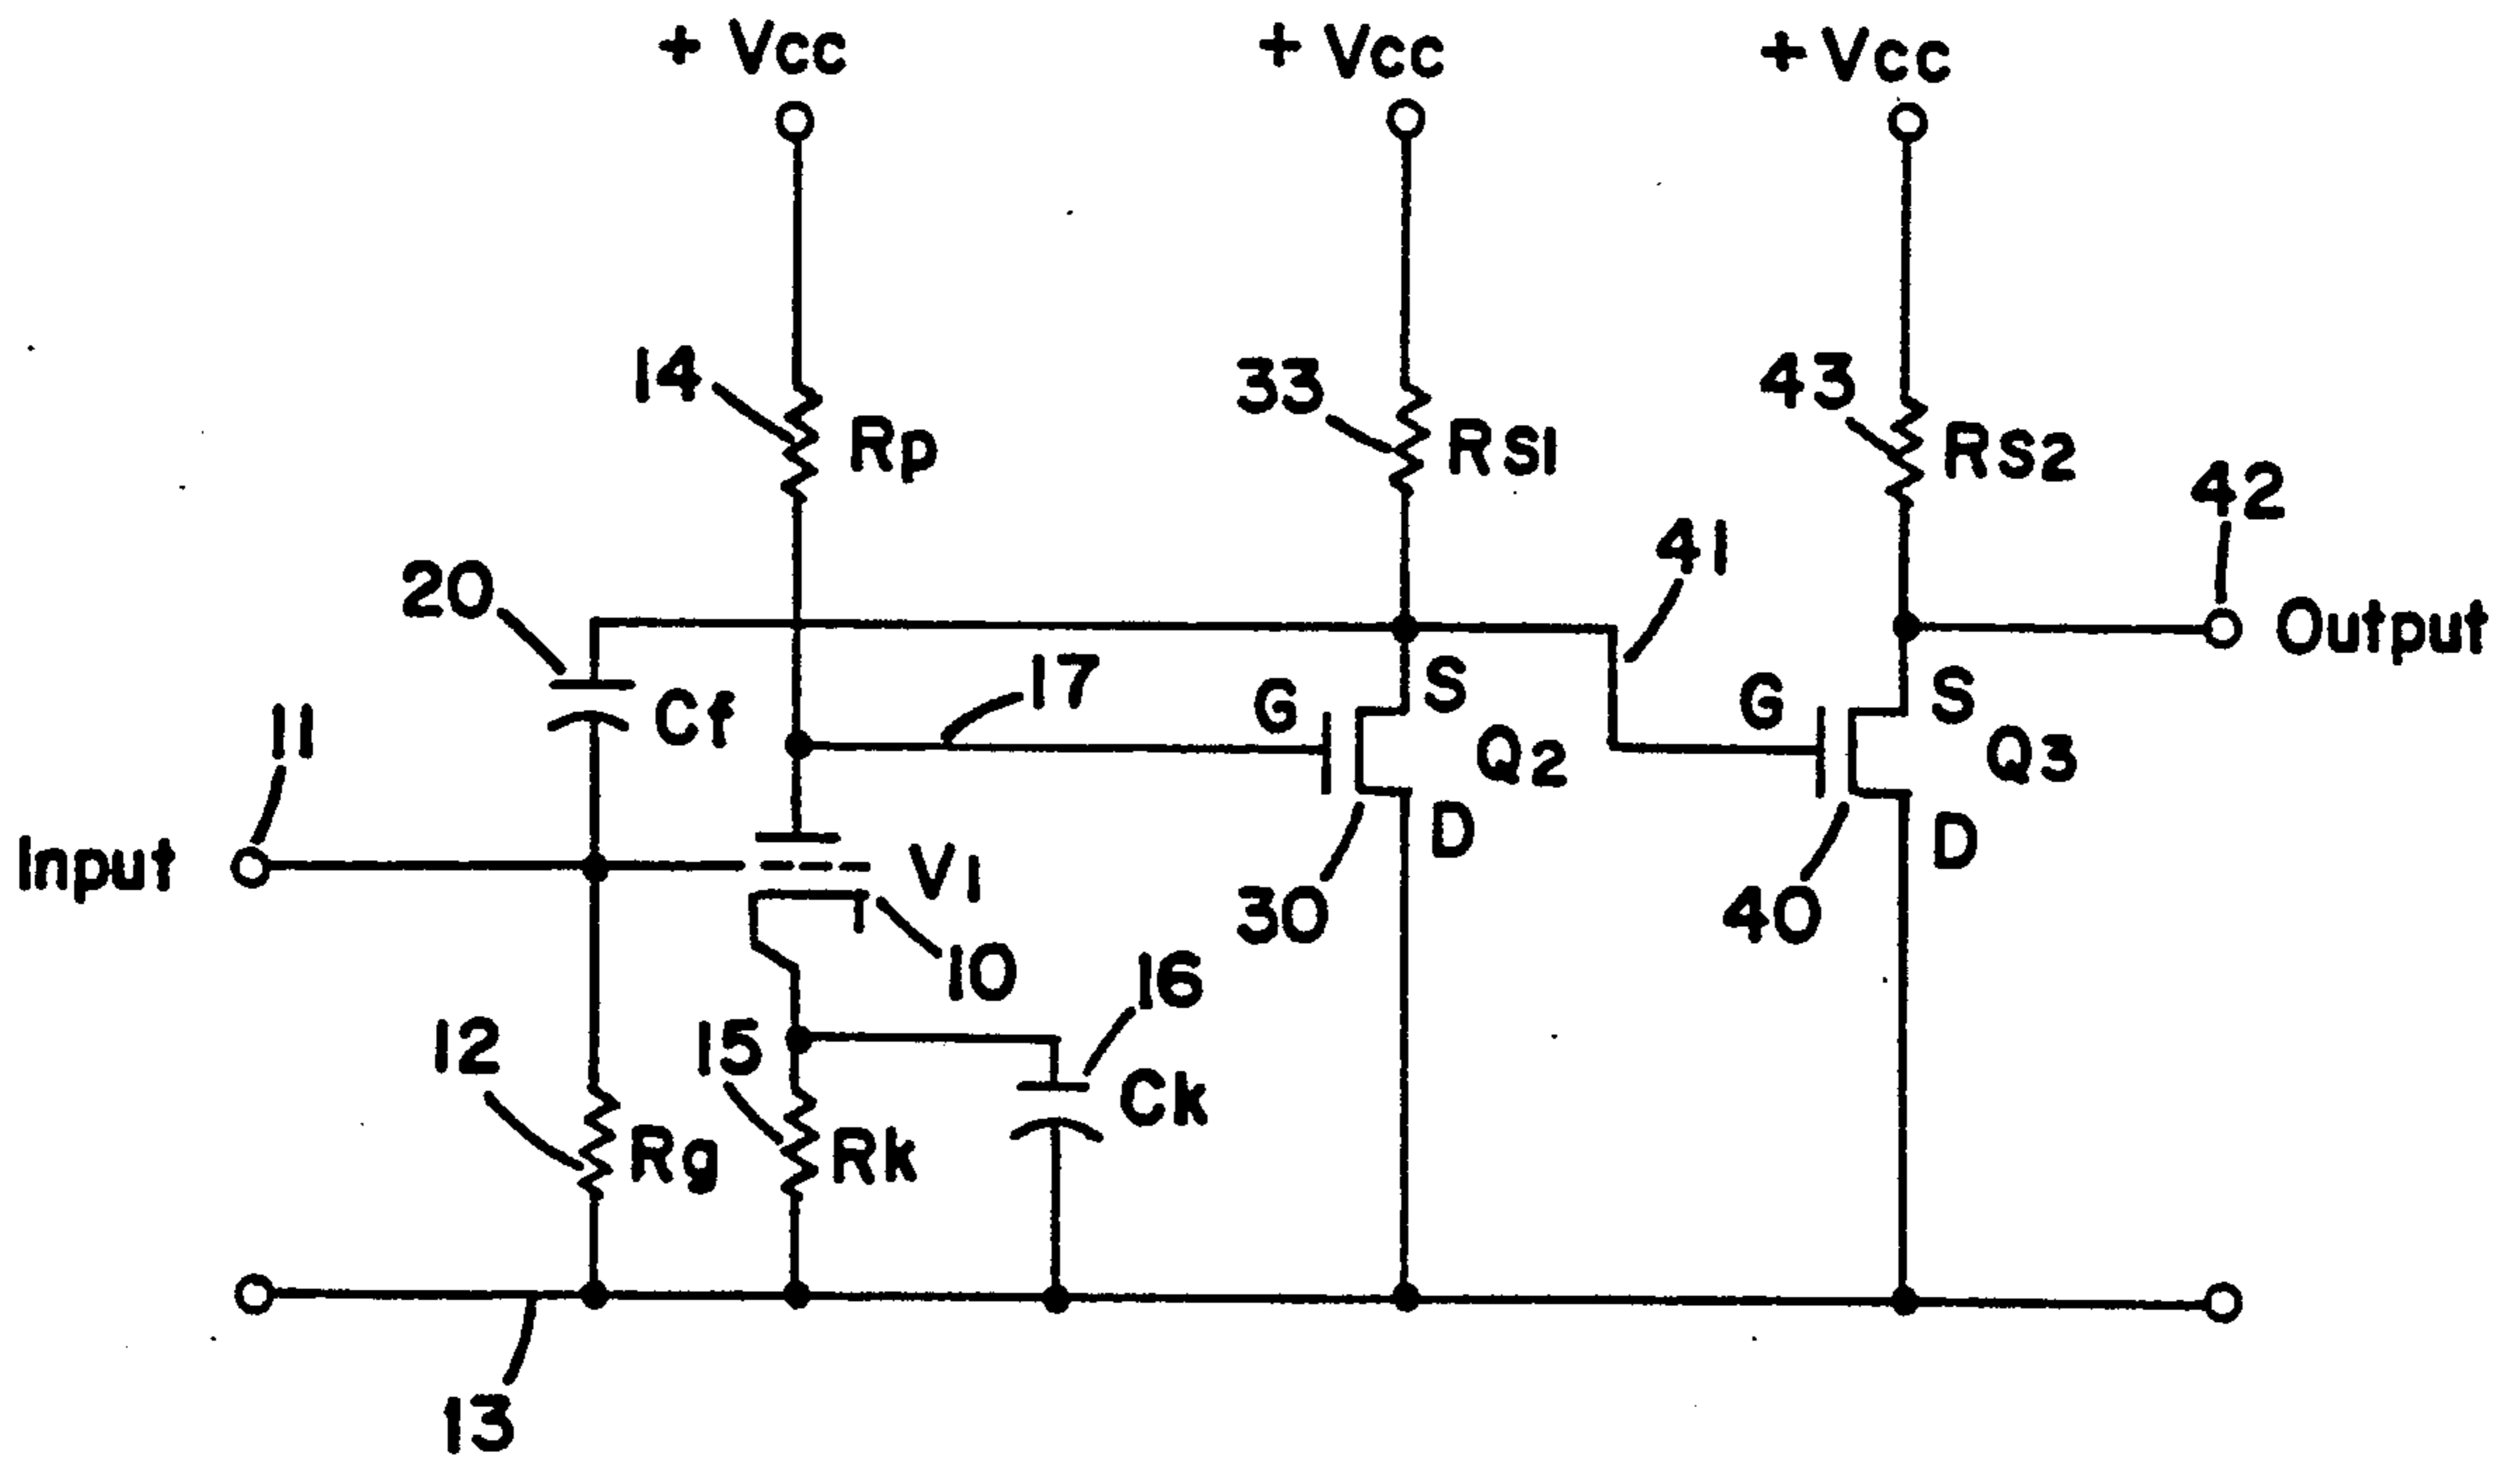 + Vcc
+ Vcc
+ Vcc
14
Rp
33
RS1
43
RS2
42
41
20
Output
17
Cf
G
S
Q2
G
S
Q3
11
Input
V1
D
D
10
30
40
16
12
15
Ck
Rg
Rk
13